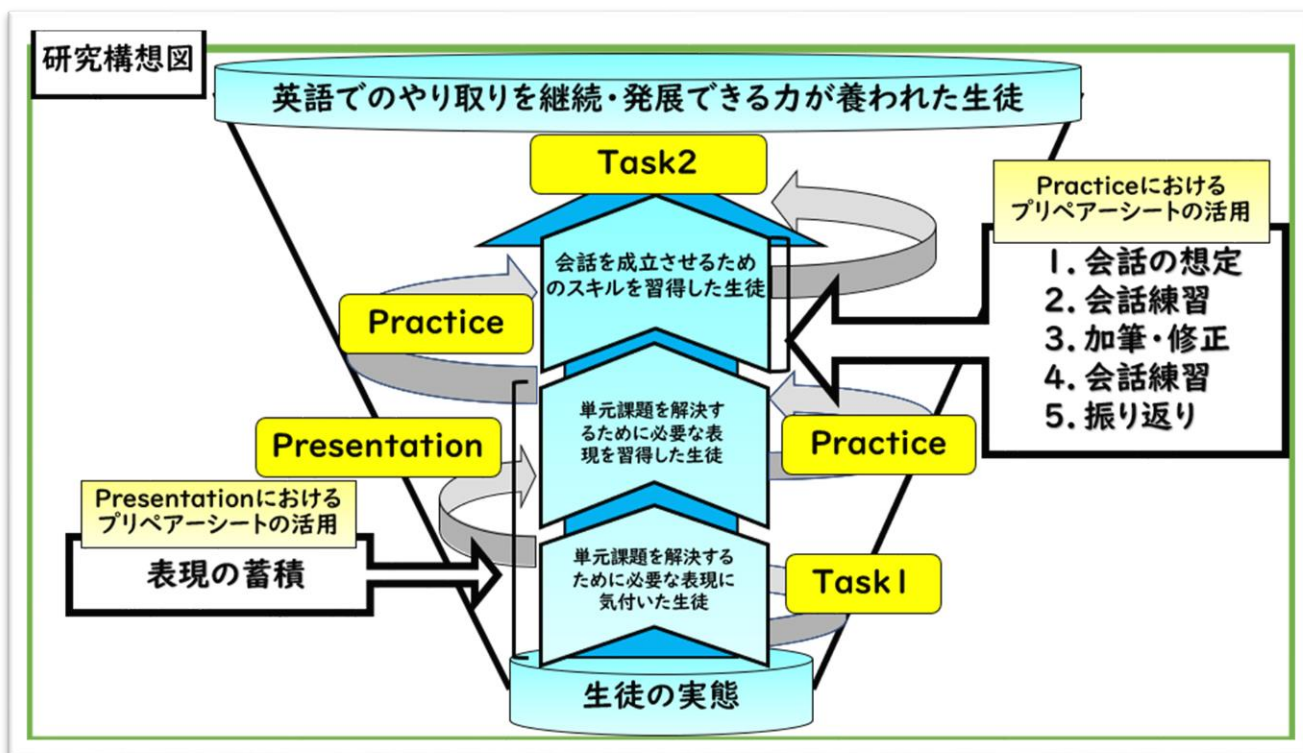 研究構想図
英語でのやり取りを継続・発展できる力が養われた生徒
Task2
Practiceにおける
プリペアーシートの活用
1.会話の想定
2.会話練習
3.加筆・修正
4.会話練習
5.振り返り
会話を成立させるため
のスキルを習得した生徒
Practice
単元課題を解決す
るために必要な表
現を習得した生徒
Presentation
Practice
Presentationにおける
プリペアーシートの活用
表現の蓄積
単元課題を解決する
ために必要な表現に
気付いた生徒
Task1
生徒の実態